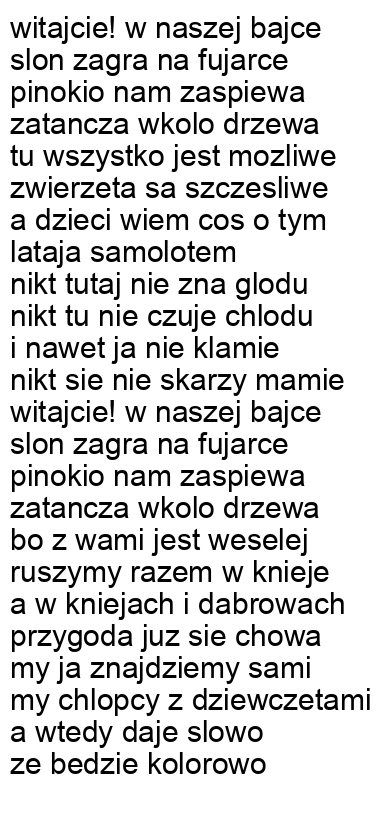 witajcie! w naszej bajce
slon zagra na fujarce
pinokio nam zaspiewa
zatancza wkolo drzewa
tu wszystko jest mozliwe
zwierzeta sa szczesliwe
a dzieci wiem cos o tym
lataja samolotem
nikt tutaj nie zna glodu
nikt tu nie czuje chlodu
i nawet ja nie klamie
nikt sie nie skarzy mamie
witajcie! w naszej bajce
slon zagra na fujarce
pinokio nam zaspiewa
zatancza wkolo drzewa
bo z wami jest weselej
ruszymy razem w knieje
a w kniejach i dabrowach
przygoda juz sie chowa
my ja znajdziemy sami
my chlopcy z dziewczetami
a wtedy daje slowo
ze bedzie kolorowo